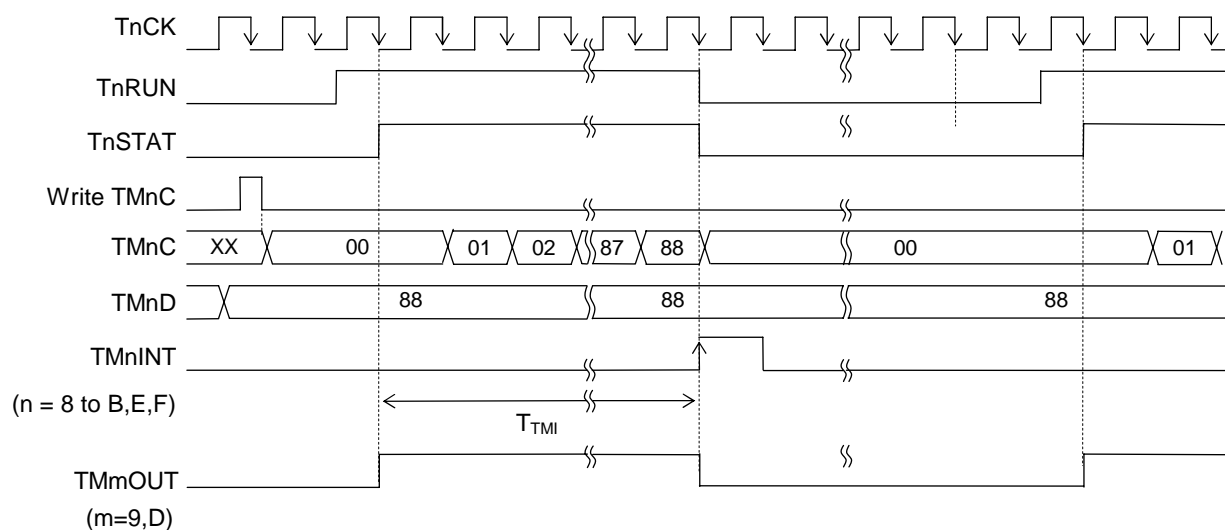 TnCK
TnRUN
TnSTAT
Write TMnC
TMnC XX 00 01 02 87 88 00 01
TMnD 88 88 88
TMnINT
(n = 8 to B,E,F)
TTMI
TMmOUT
(m=9,D)